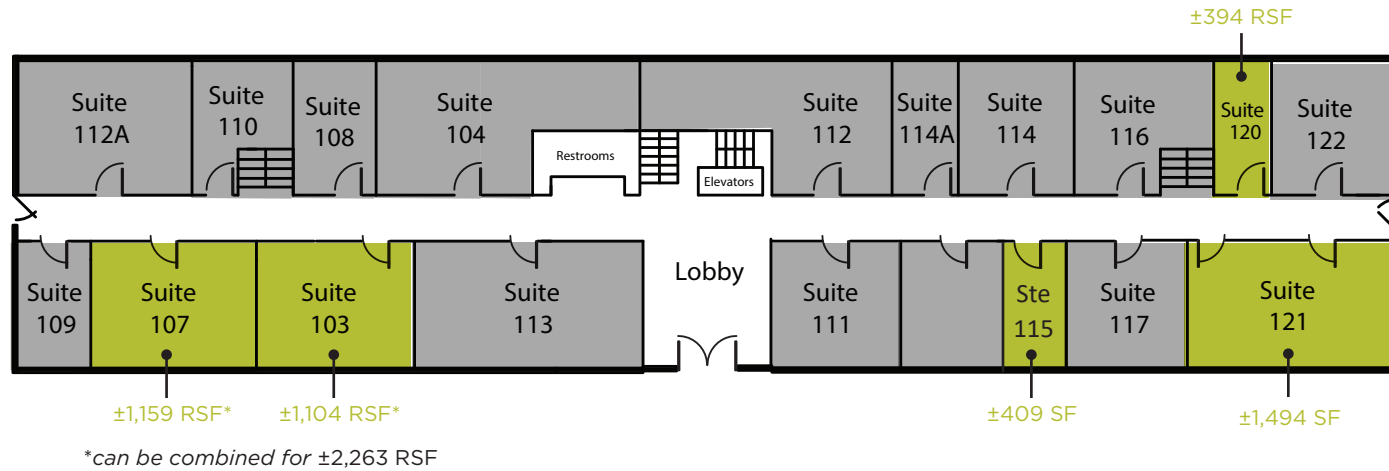 ±394 RSF
Suite
112A
Suite
110
Suite
108
Suite
104
Restrooms
Elevators
Suite
112
Suite
114A
Suite
114
Suite
116
Suite
120
Suite
122
Suite
109
Suite
107
Suite
103
Suite
113
Lobby
Suite
111
Ste
115
Suite
117
Suite
121
±1,159 RSF*
±1,104 RSF*
±409 SF
±1,494 SF
*can be combined for ±2,263 RSF